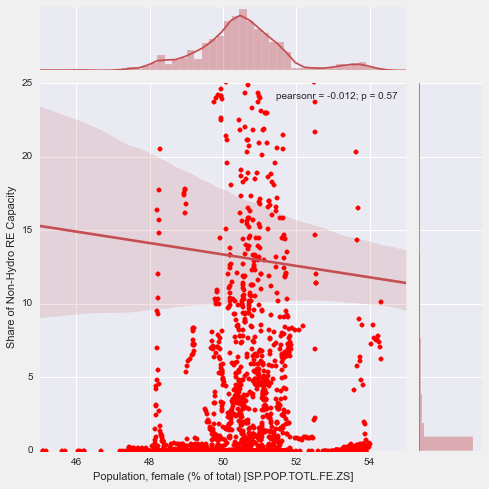 25
pearsonr = -0.012; p = 0.57
20
15
10
5
0
Share of Non-Hydro RE Capacity
46 48 50 52 54
Population, female (% of total) [SP.POP.TOTL.FE.ZS]